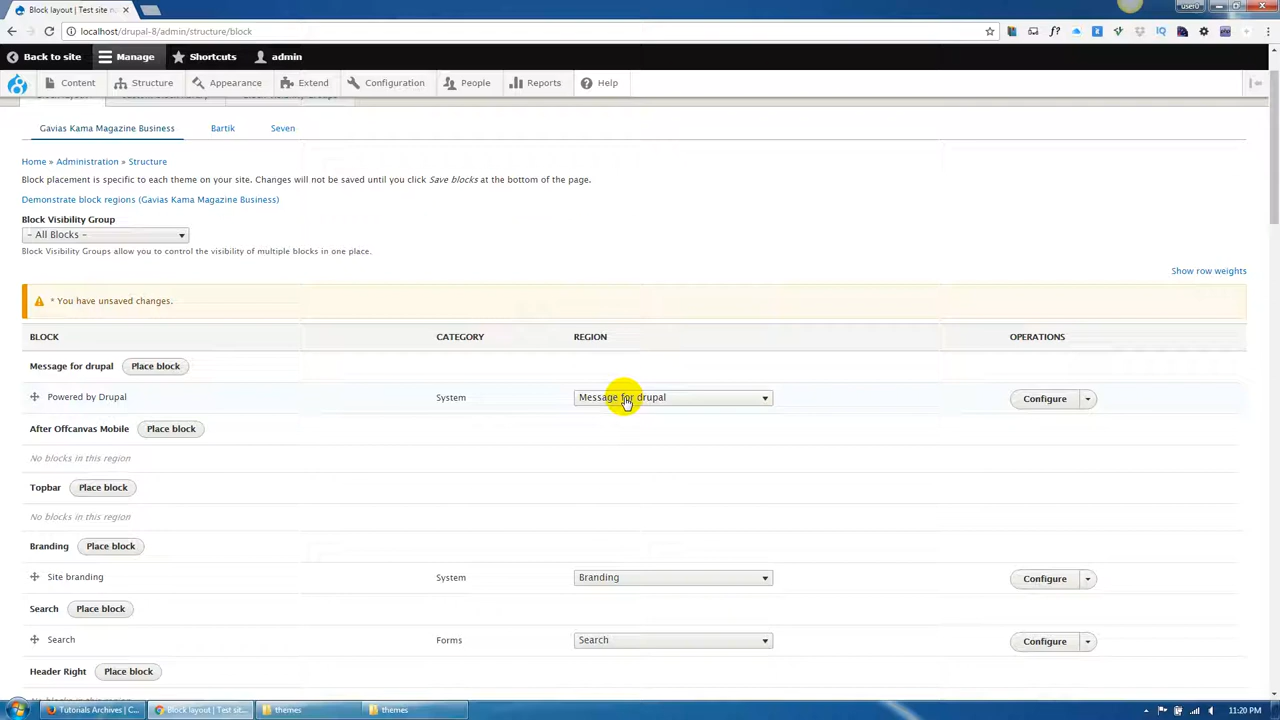 Block layout | Test site n
user0
localhost/drupal-8/admin/structure/block
Back to site
Manage
Shortcuts
admin
Content
Structure
Appearance
Extend
Configuration
People
Reports
Help
Gavias Kama Magazine Business
Bartik
Seven
Home » Administration » Structure
Block placement is specific to each theme on your site. Changes will not be saved until you click Save blocks at the bottom of the page.
Demonstrate block regions (Gavias Kama Magazine Business)
Block Visibility Group
- All Blocks -
Block Visibility Groups allow you to control the visibility of multiple blocks in one place.
Show row weights
* You have unsaved changes.
BLOCK CATEGORY REGION OPERATIONS
Message for drupal Place block
Powered by Drupal System Message for drupal Configure
After Offcanvas Mobile Place block
No blocks in this region
Topbar Place block
No blocks in this region
Branding Place block
Site branding System Branding Configure
Search Place block
Search Forms Search Configure
Header Right Place block
Tutorials Archives | C...
Block layout | Test sit...
themes
themes
11:20 PM